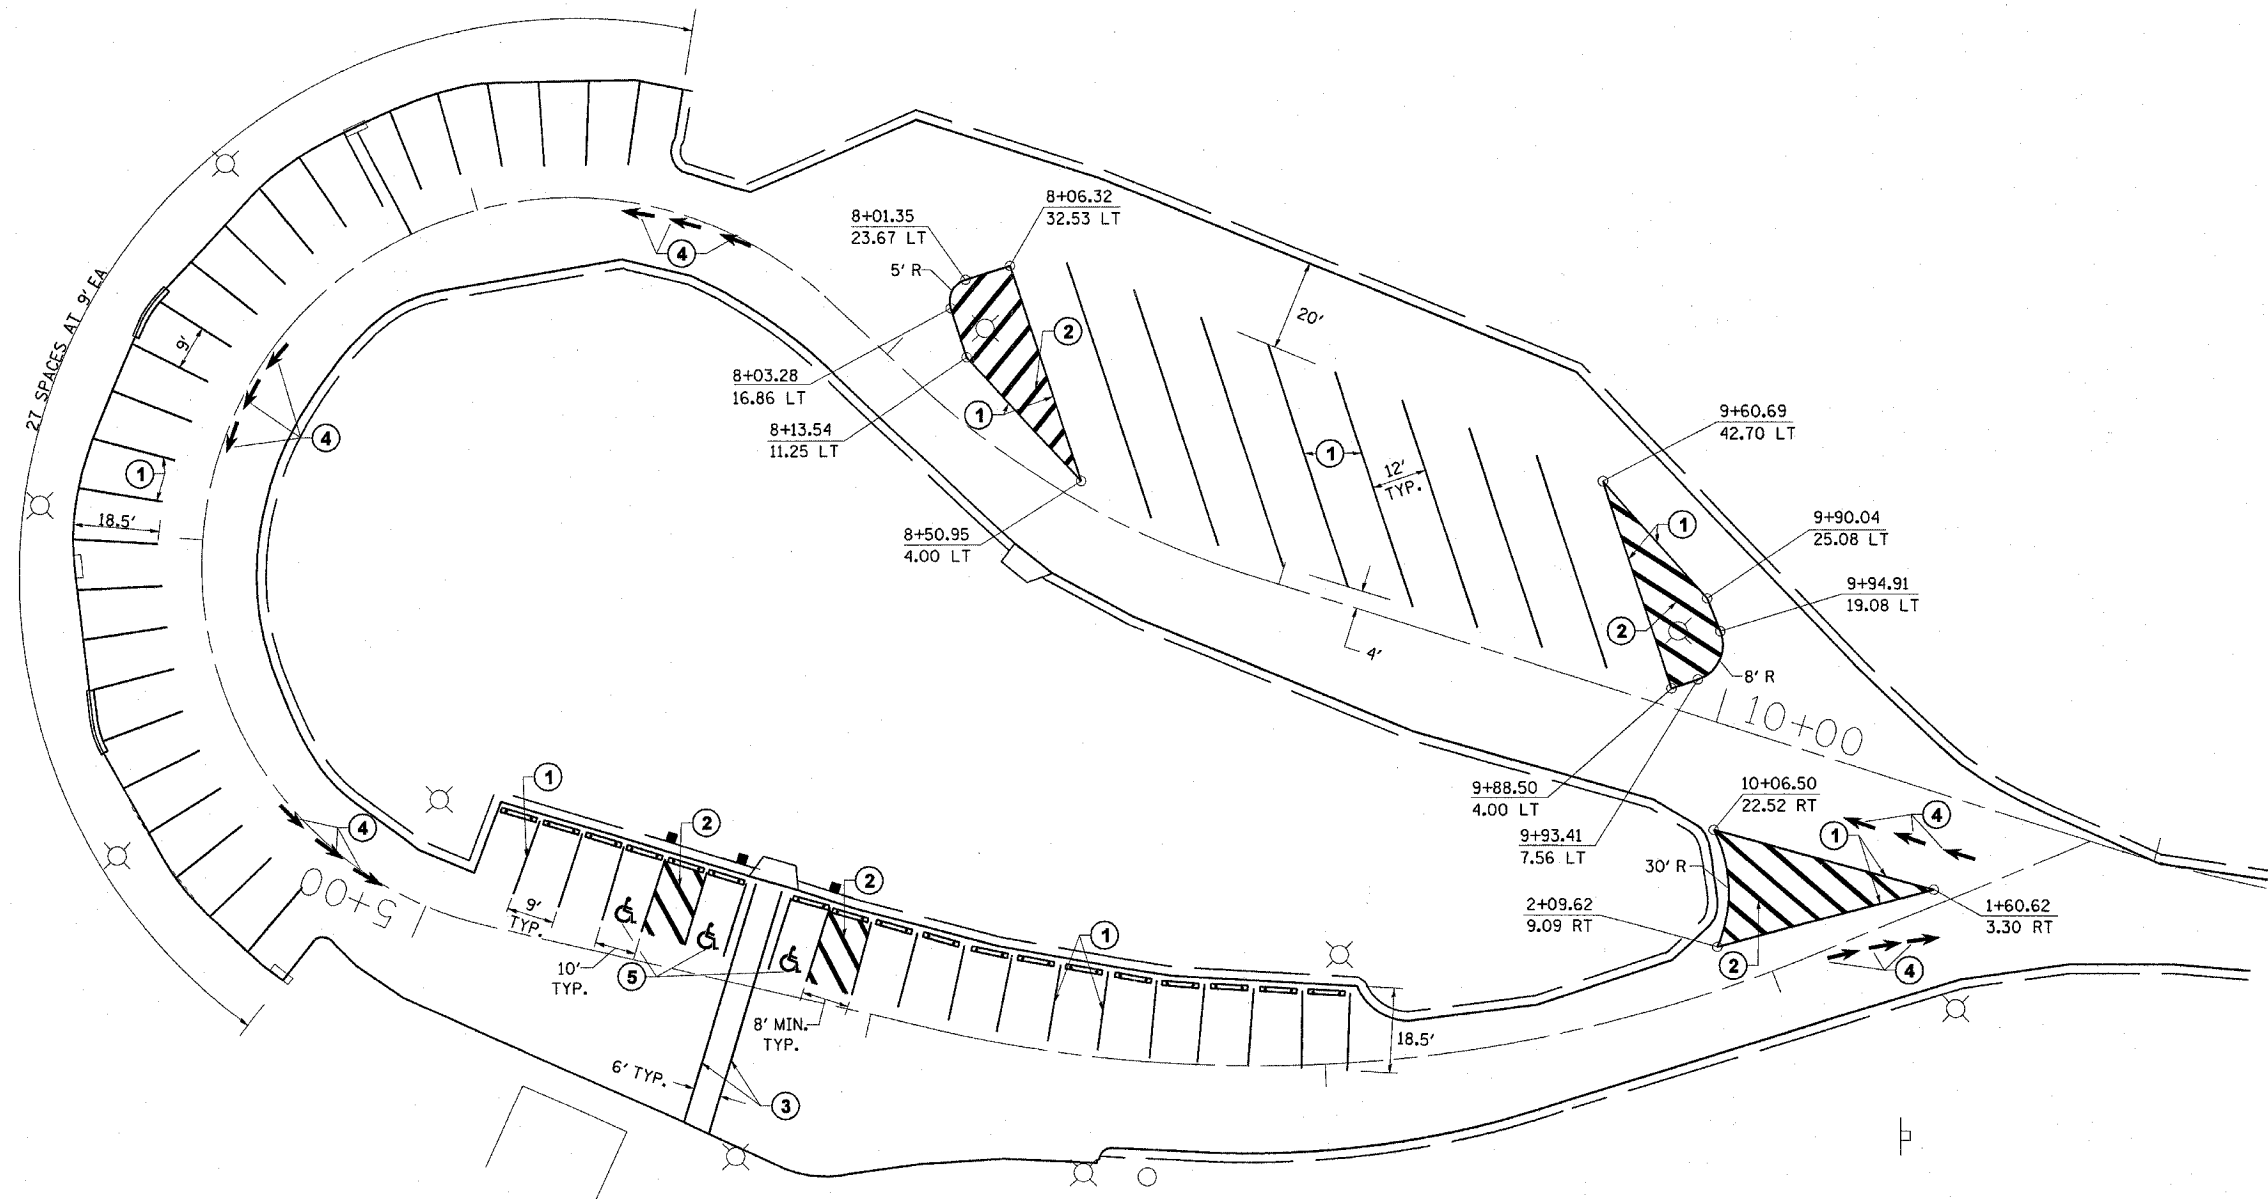 27 SPACES AT 9' EA
8+06.32
32.53 LT
8+01.35
23.67 LT
5' R
4
2
20'
9'
8+03.28
16.86 LT
1
8+13.54
11.25 LT
4
1
12'
TYP.
9+60.69
42.70 LT
1
18.5'
1
9+90.04
25.08 LT
8+50.95
4.00 LT
9+94.91
19.08 LT
2
4'
8' R
10+00
1
9+88.50
4.00 LT
10+06.50
22.52 RT
4
2
4
9+93.41
7.56 LT
1
30' R
2
5+00
9'
TYP.
2+09.62
9.09 RT
1+60.62
3.30 RT
1
10'
TYP.
5
2
4
8' MIN.
TYP.
18.5'
6' TYP.
3